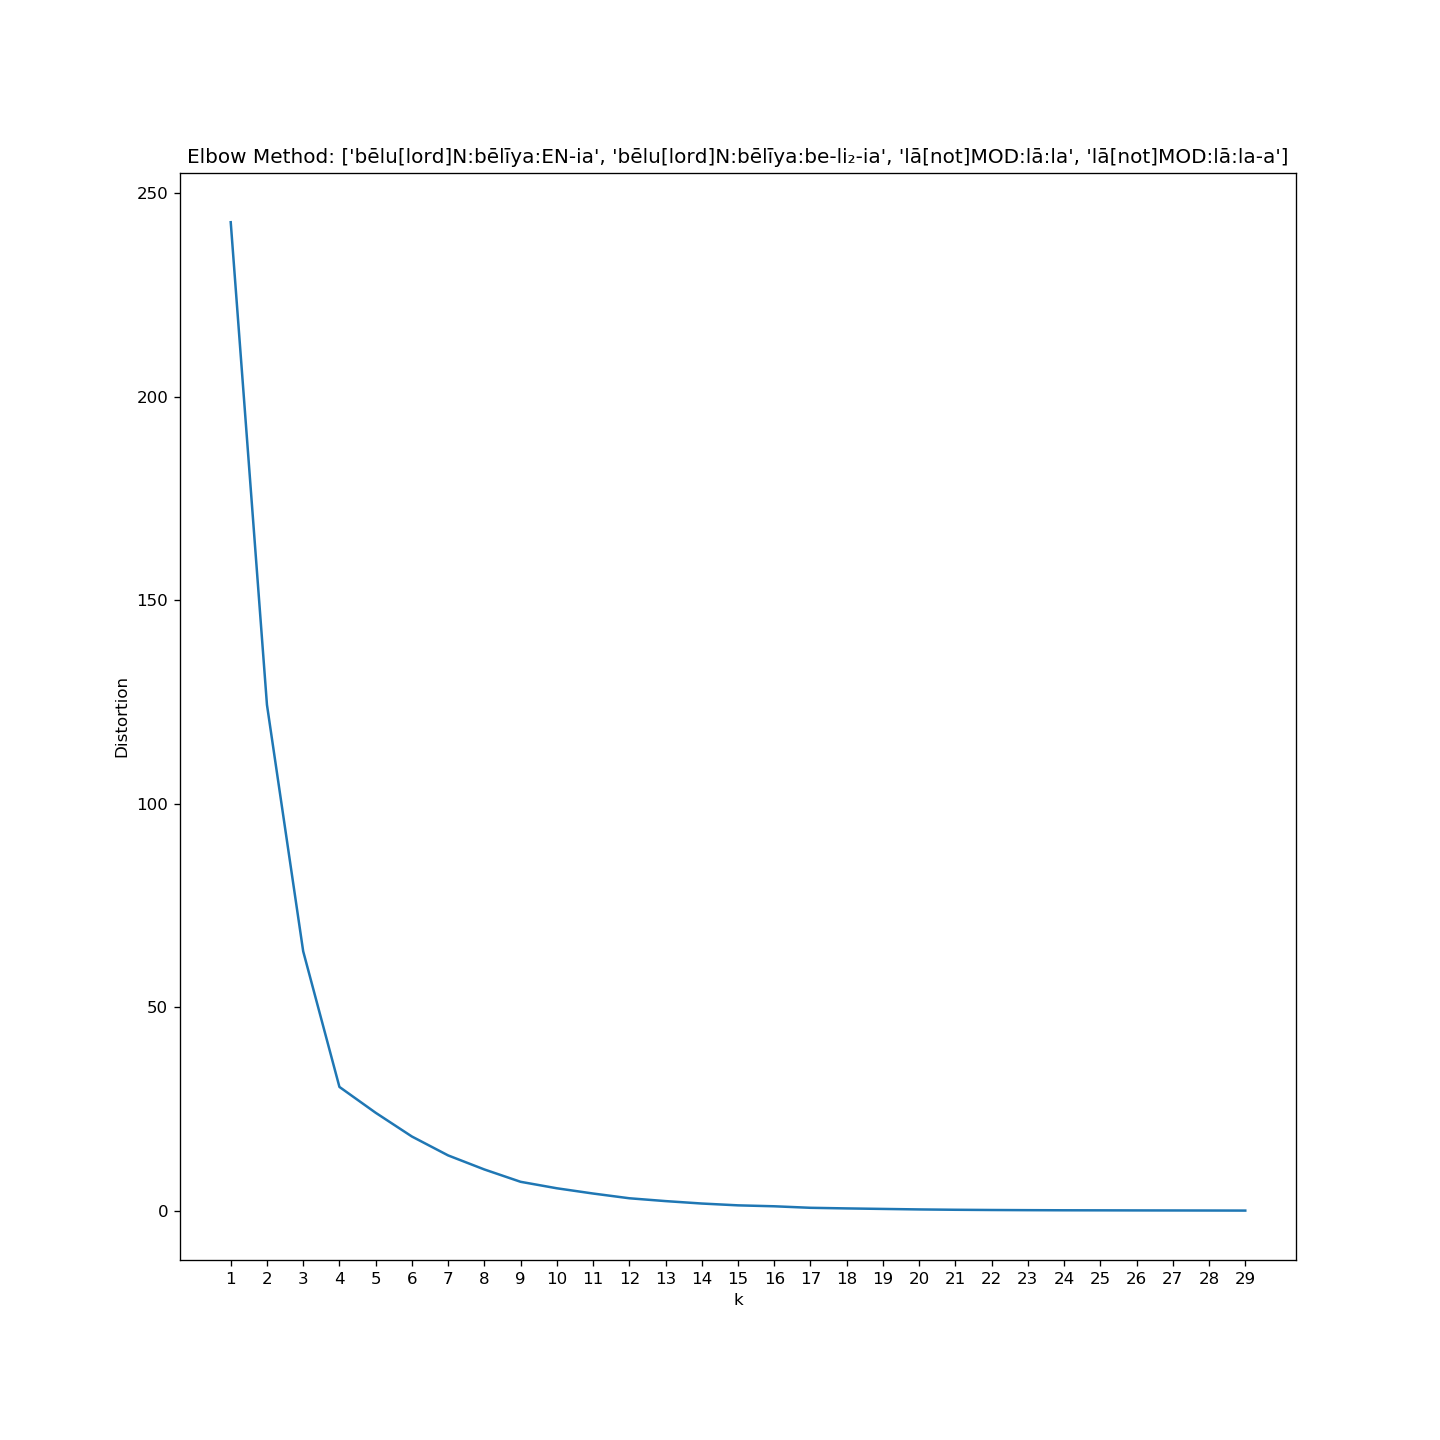 Elbow Method: ['bēlu[lord]N:bēlīya:EN-ia', 'bēlu[lord]N:bēlīya:be-li₂-ia', 'lā[not]MOD:lā:la', 'lā[not]MOD:lā:la-a']
250
200
150
100
50
0
Distortion
1 2 3 4 5 6 7 8 9 10 11 12 13 14 15 16 17 18 19 20 21 22 23 24 25 26 27 28 29
k